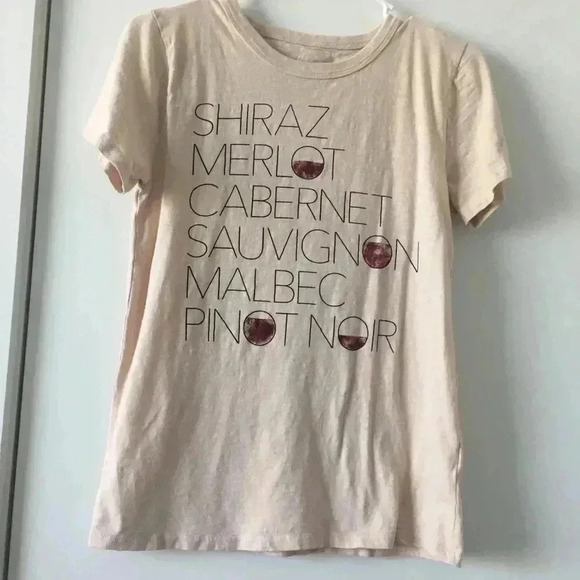 SHIRAZ
MERLOT
CABERNET
SAUVIGNON
MALBEC
PINOT NOIR